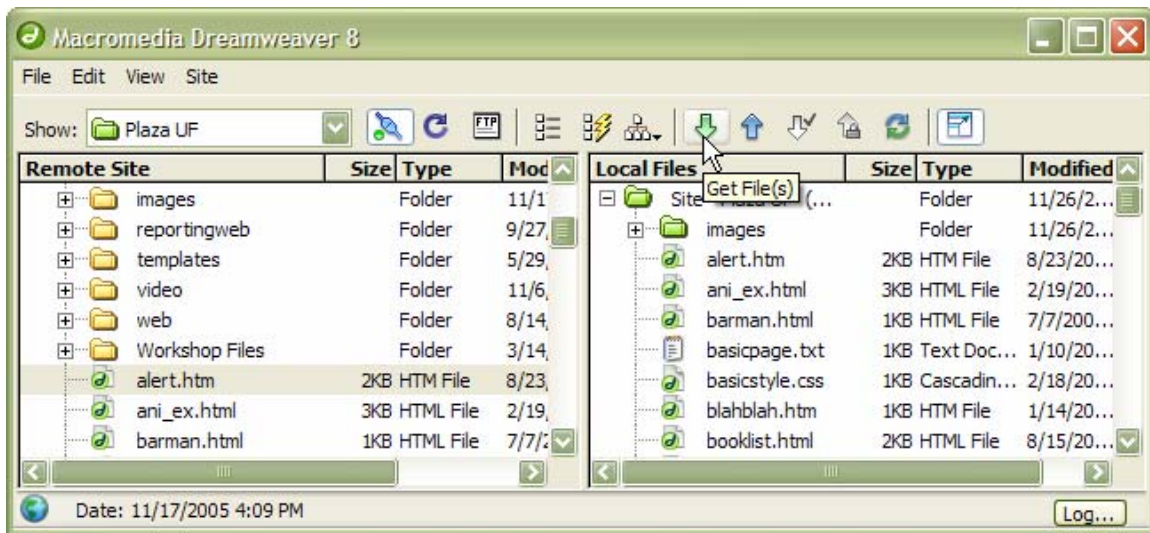 Macromedia Dreamweaver 8
File Edit View Site
Show: Plaza UF FTP
Remote Site Size Type Mod
images Folder 11/1
reportingweb Folder 9/27,
templates Folder 5/29,
video Folder 11/6,
web Folder 8/14,
Workshop Files Folder 3/14,
alert.htm 2KB HTM File 8/23,
ani_ex.html 3KB HTML File 2/19,
barman.html 1KB HTML File 7/7/2
Local Files Size Type Modified
Get File(s)
Site (... Folder 11/26/2...
images Folder 11/26/2...
alert.htm 2KB HTM File 8/23/20...
ani_ex.html 3KB HTML File 2/19/20...
barman.html 1KB HTML File 7/7/200...
basicpage.txt 1KB Text Doc... 1/10/20...
basicstyle.css 1KB Cascadin... 2/18/20...
blahblah.htm 1KB HTM File 1/14/20...
booklist.html 2KB HTML File 8/15/20...
Date: 11/17/2005 4:09 PM
Log...